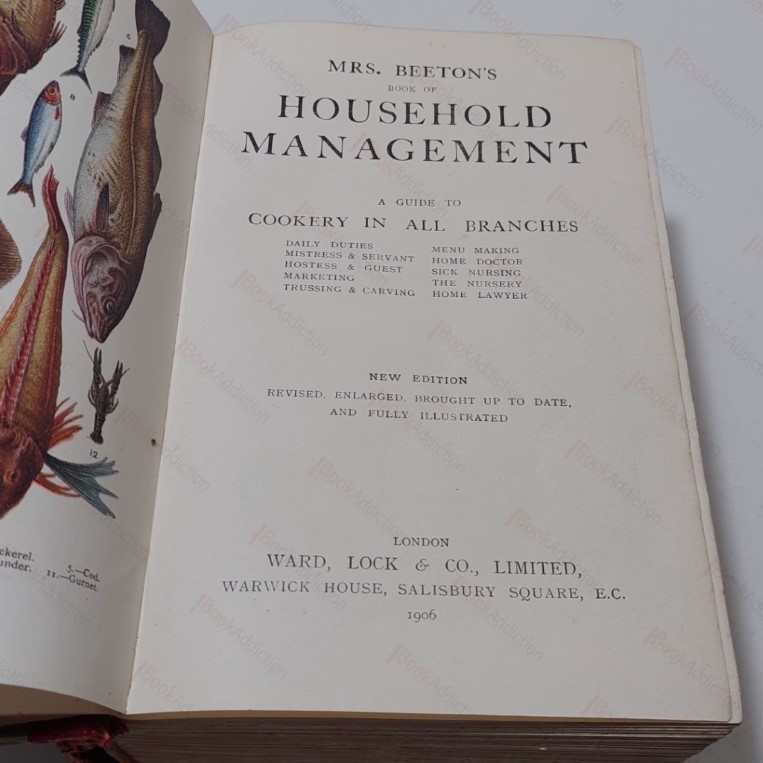 MRS. BEETON'S
BOOK OF
HOUSEHOLD
MANAGEMENT
A GUIDE TO
COOKERY IN ALL BRANCHES
DAILY DUTIES
MISTRESS & SERVANT
HOSTESS & GUEST
MARKETING
TRUSSING & CARVING
MENU MAKING
HOME DOCTOR
SICK NURSING
THE NURSERY
HOME LAWYER
NEW EDITION
REVISED, ENLARGED, BROUGHT UP TO DATE,
AND FULLY ILLUSTRATED
LONDON
WARD, LOCK & CO., LIMITED,
WARWICK HOUSE, SALISBURY SQUARE, E.C.
1906
12
5.—Cod.
11.—Gurnet.
BookAddiction